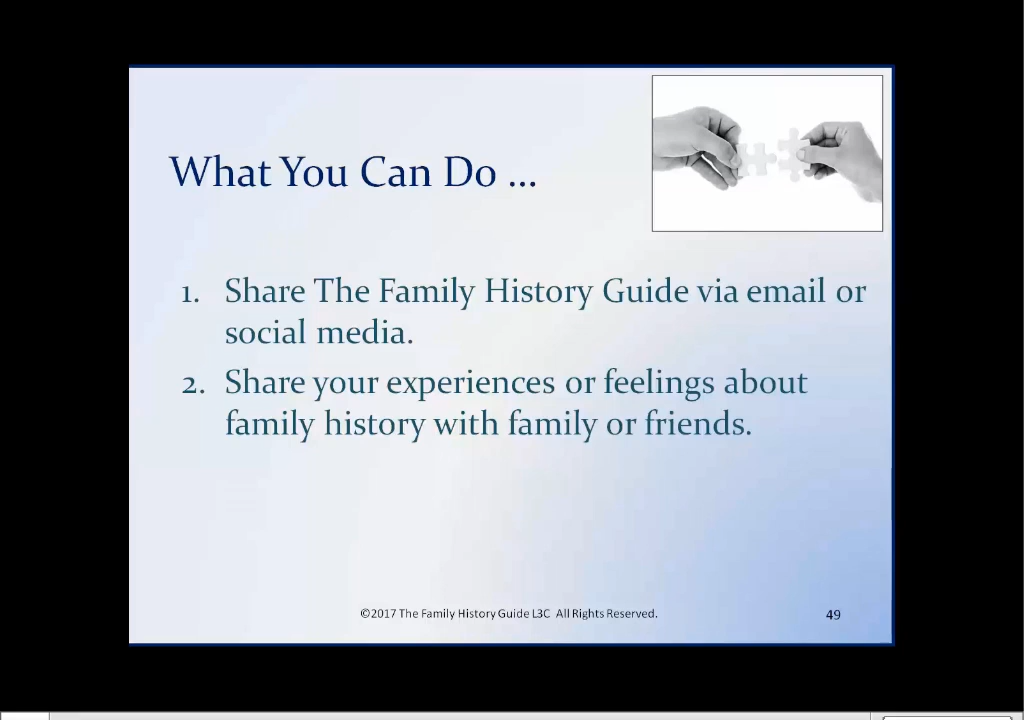 What You Can Do ...
1. Share The Family History Guide via email or
social media.
2. Share your experiences or feelings about
family history with family or friends.
©2017 The Family History Guide L3C All Rights Reserved.
49